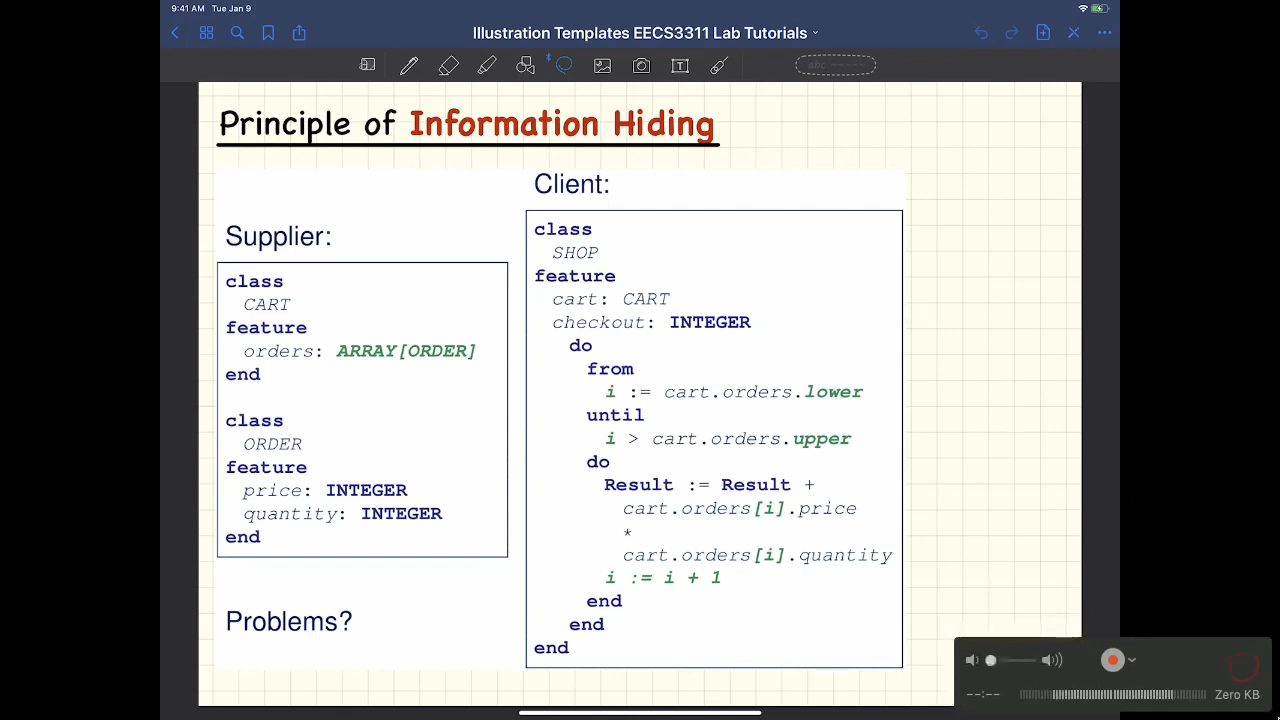 9:41 AM Tue Jan 9
Illustration Templates EECS3311 Lab Tutorials
abc
Principle of Information Hiding
Supplier:
class
CART
feature
orders: ARRAY[ORDER]
end
class
ORDER
feature
price: INTEGER
quantity: INTEGER
end
Problems?
Client:
class
SHOP
feature
cart: CART
checkout: INTEGER
do
from
i := cart.orders.lower
until
i > cart.orders.upper
do
Result := Result +
cart.orders[i].price
*
cart.orders[i].quantity
i := i + 1
end
end
end
--:--
Zero KB